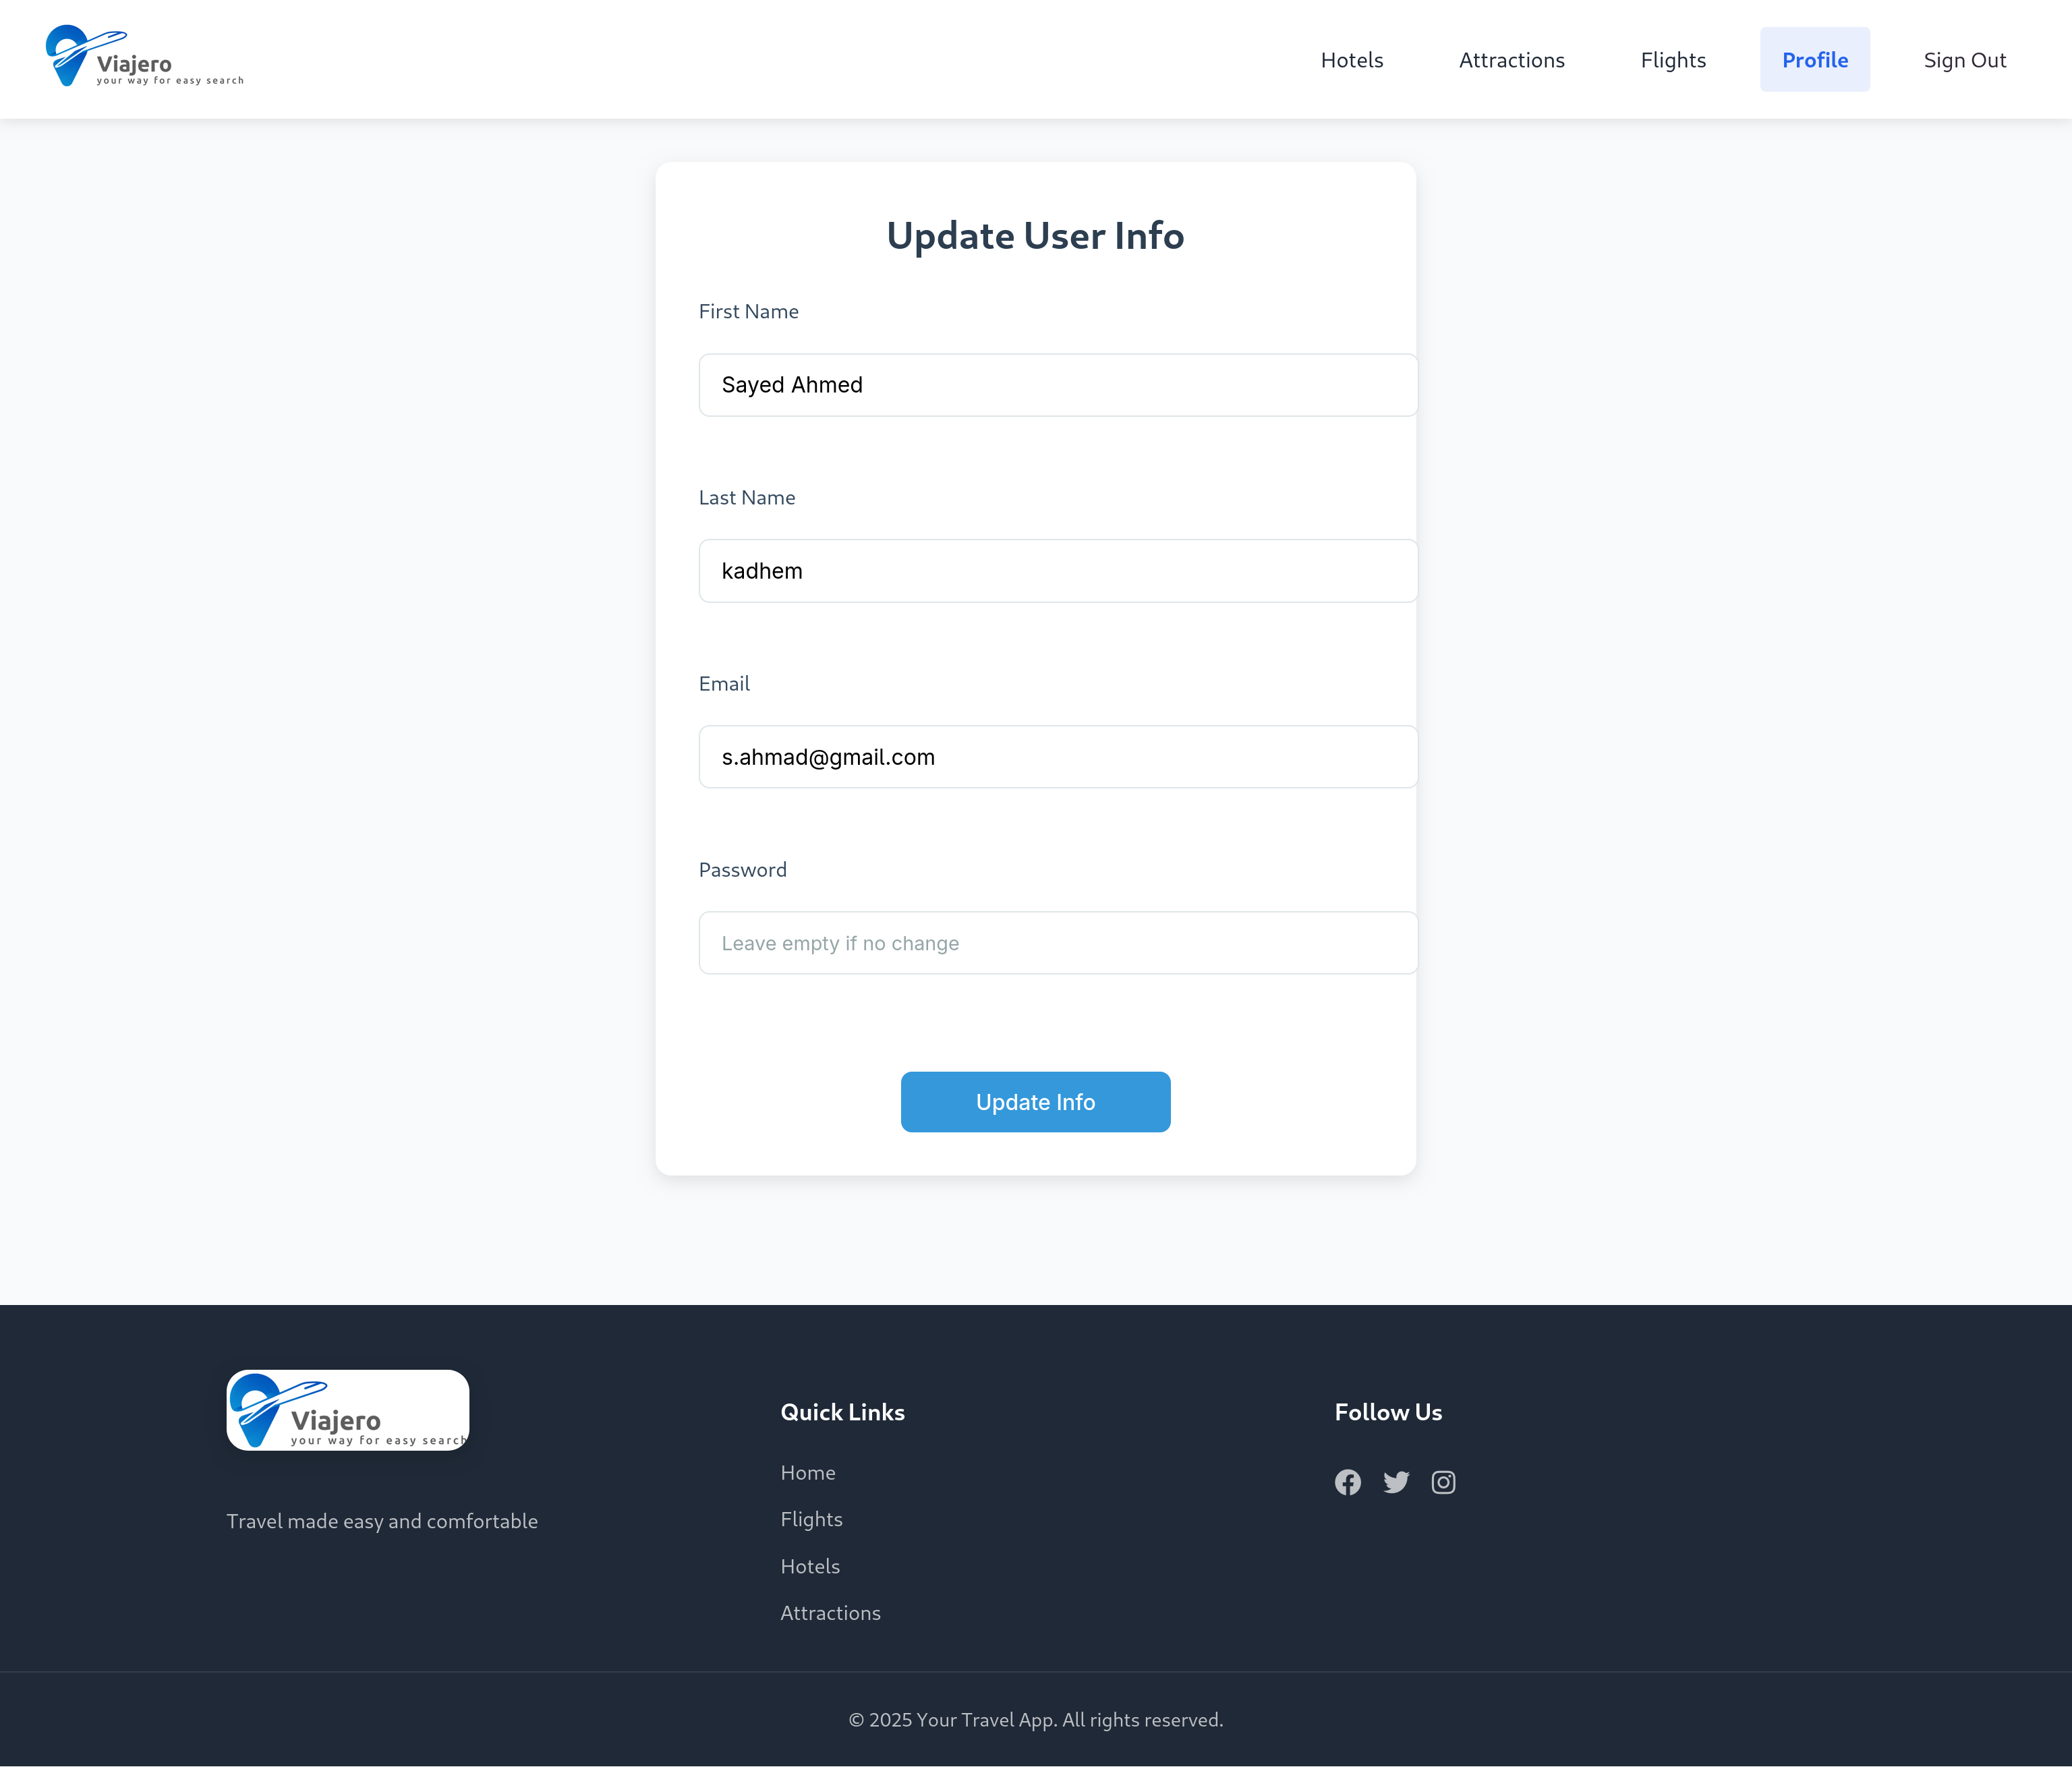 Viajero
your way for easy search
Hotels
Attractions
Flights
Profile
Sign Out
Update User Info
First Name
Sayed Ahmed
Last Name
kadhem
Email
s.ahmad@gmail.com
Password
Leave empty if no change
Update Info
Viajero
your way for easy search
Travel made easy and comfortable
Quick Links
Home
Flights
Hotels
Attractions
Follow Us
© 2025 Your Travel App. All rights reserved.